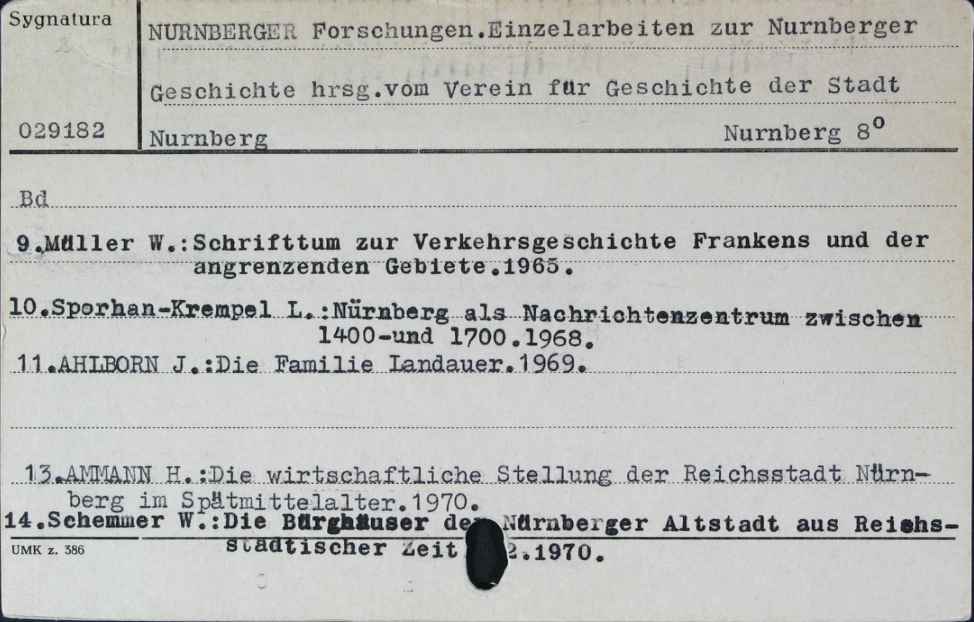 Sygnatura
NURNBERGER Forschungen.Einzelarbeiten zur Nurnberger
Geschichte hrsg.vom Verein für Geschichte der Stadt
029182
Nurnberg Nurnberg 8⁰
Bd
9.Müller W.:Schrifttum zur Verkehrsgeschichte Frankens und der
angrenzenden Gebiete.1965.
10.Sporhan-Krempel L.:Nürnberg als Nachrichtenzentrum zwischen
1400-und 1700.1968.
11.AHLBORN J.:Die Familie Landauer.1969.
13.AMMANN H.:Die wirtschaftliche Stellung der Reichsstadt Nürn-
berg im Spätmittelalter.1970.
14.Schemmer W.:Die Bürghäuser der Nürnberger Altstadt aus Reichs-
städtischer Zeit 2.1970.
UMK z. 386